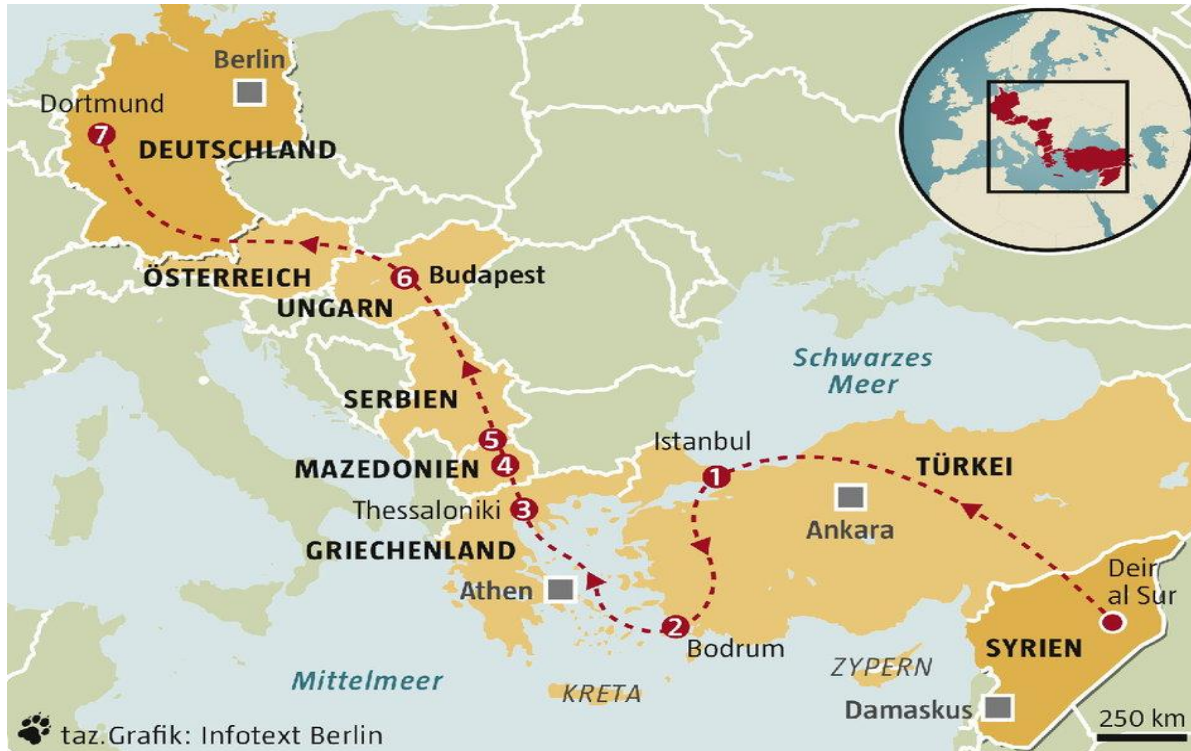 Berlin
Dortmund
7
DEUTSCHLAND
ÖSTERREICH
6
Budapest
UNGARN
Schwarzes
Meer
SERBIEN
5
Istanbul
MAZEDONIEN
4
1
TÜRKEI
Thessaloniki
3
Ankara
GRIECHENLAND
Athen
Deir
al Sur
2
Bodrum
SYRIEN
ZYPERN
Mittelmeer
KRETA
Damaskus
250 km
taz.Grafik: Infotext Berlin